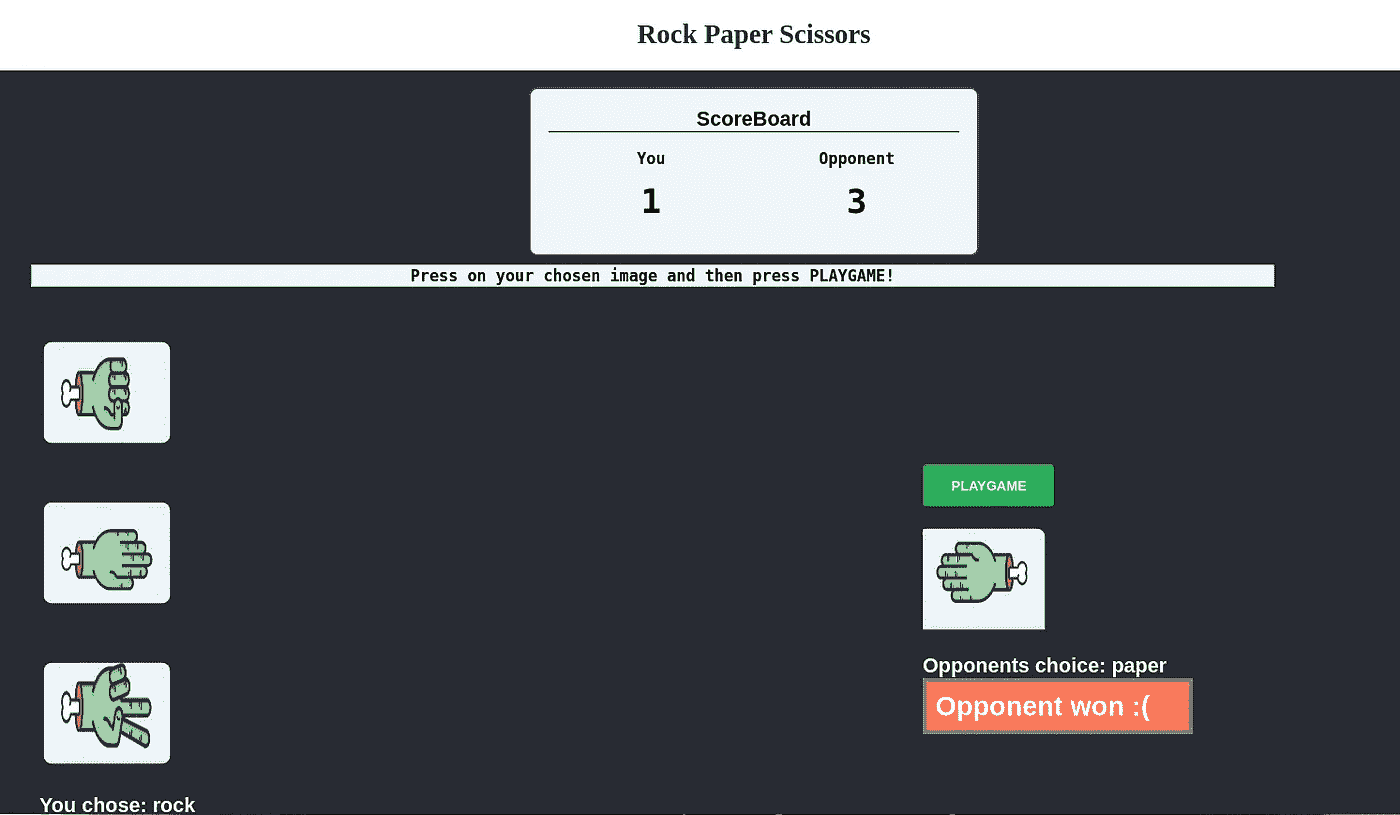 Rock Paper Scissors
ScoreBoard
You Opponent
1 3
Press on your chosen image and then press PLAYGAME!
PLAYGAME
Opponents choice: paper
Opponent won :(
You chose: rock